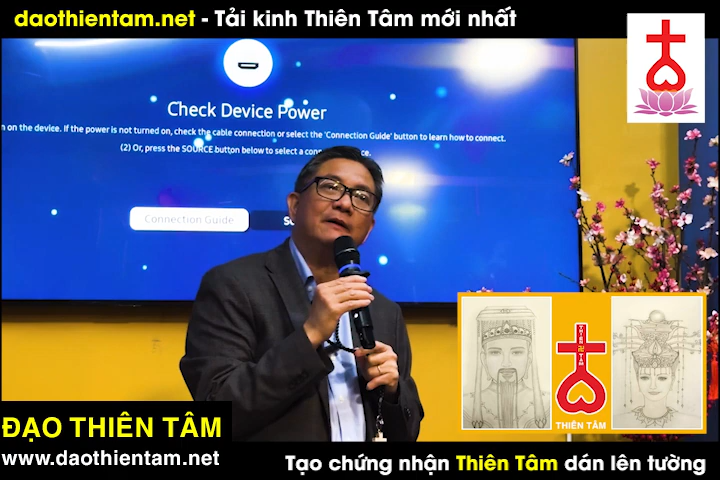 daothientam.net - Tải kinh Thiên Tâm mới nhất
Check Device Power
n on the device. If the power is not turned on, check the cable connection or select the 'Connection Guide' button to learn how to connect.
(2) Or, press the SOURCE button below to select a
Connection Guide
THIÊN
卍
TÂM
THIÊN TÂM
ĐẠO THIÊN TÂM
www.daothientam.net
Tạo chứng nhận Thiên Tâm dán lên tường